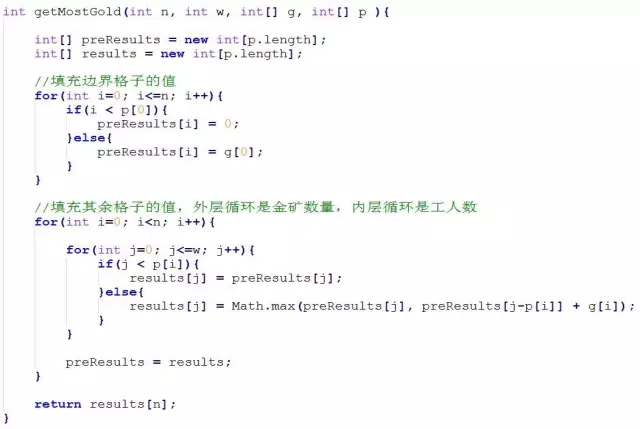 int getMostGold(int n, int w, int[] g, int[] p ){
int[] preResults = new int[p.length];
int[] results = new int[p.length];
//填充边界格子的值
for(int i=0; i<=n; i++){
if(i < p[0]){
preResults[i] = 0;
}else{
preResults[i] = g[0];
}
}
//填充其余格子的值，外层循环是金矿数量，内层循环是工人数
for(int i=0; i<n; i++){
for(int j=0; j<=w; j++){
if(j < p[i]){
results[j] = preResults[j];
}else{
results[j] = Math.max(preResults[j], preResults[j-p[i]] + g[i]);
}
}
preResults = results;
}
return results[n];
}